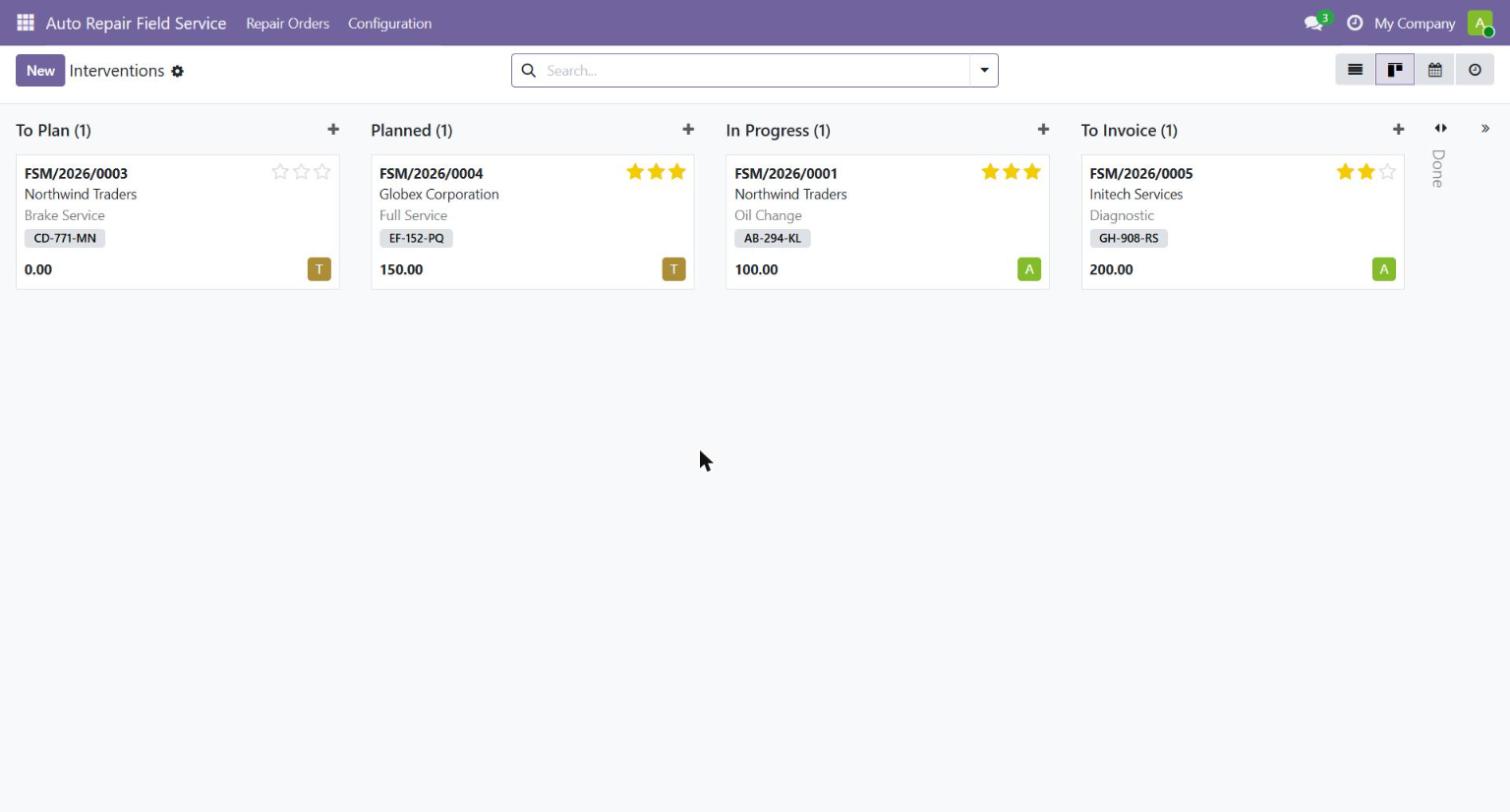 Auto Repair Field Service Repair Orders Configuration 3 My Company A
New Interventions Search...
To Plan (1)
FSM/2026/0003
Northwind Traders
Brake Service
CD-771-MN
0.00 T
Planned (1)
FSM/2026/0004
Globex Corporation
Full Service
EF-152-PQ
150.00 T
In Progress (1)
FSM/2026/0001
Northwind Traders
Oil Change
AB-294-KL
100.00 A
To Invoice (1)
FSM/2026/0005
Initech Services
Diagnostic
GH-908-RS
200.00 A
Done